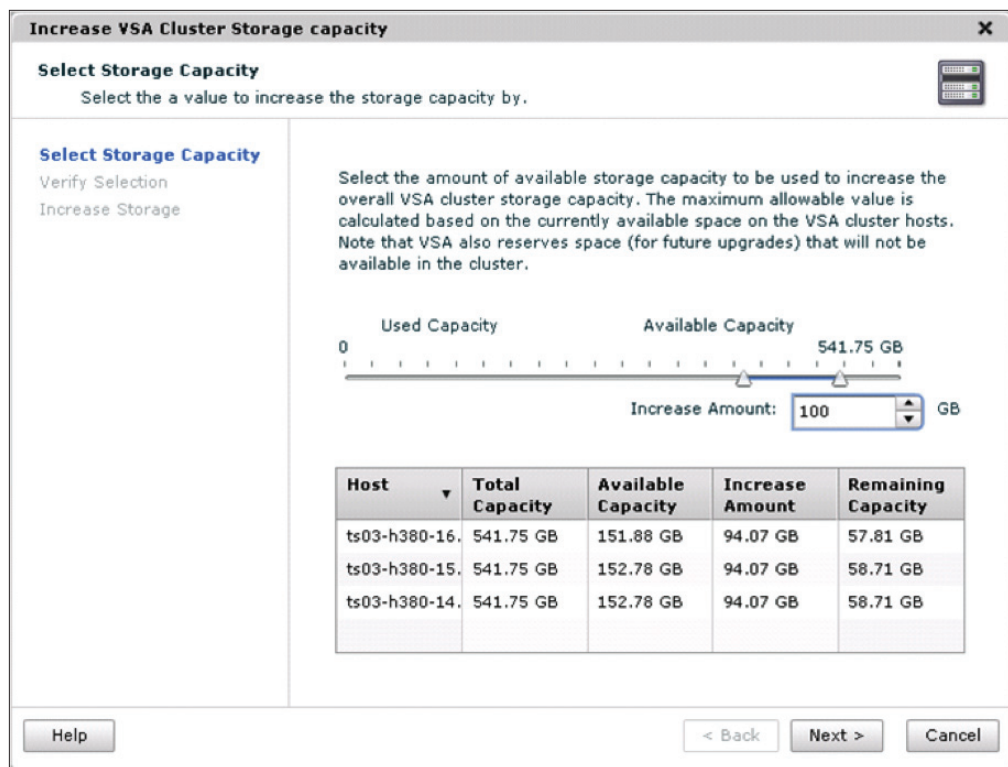 Increase VSA Cluster Storage capacity
Select Storage Capacity
Select the a value to increase the storage capacity by.
Select Storage Capacity
Verify Selection
Increase Storage
Select the amount of available storage capacity to be used to increase the
overall VSA cluster storage capacity. The maximum allowable value is
calculated based on the currently available space on the VSA cluster hosts.
Note that VSA also reserves space (for future upgrades) that will not be
available in the cluster.
Used Capacity Available Capacity
0 541.75 GB
Increase Amount: 100 GB
Host Total Capacity Available Capacity Increase Amount Remaining Capacity
ts03-h380-16. 541.75 GB 151.88 GB 94.07 GB 57.81 GB
ts03-h380-15. 541.75 GB 152.78 GB 94.07 GB 58.71 GB
ts03-h380-14. 541.75 GB 152.78 GB 94.07 GB 58.71 GB
Help < Back Next > Cancel